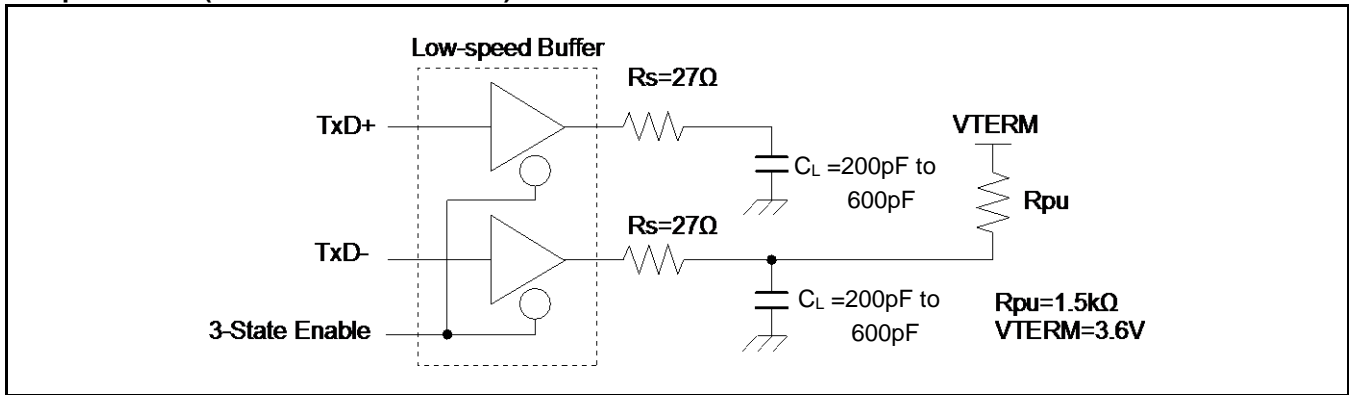 Low-speed Buffer
Rs=27Ω
TxD+
VTERM
CL =200pF to
600pF
Rpu
Rs=27Ω
TxD-
CL =200pF to
600pF
Rpu=1.5kΩ
VTERM=3.6V
3-State Enable